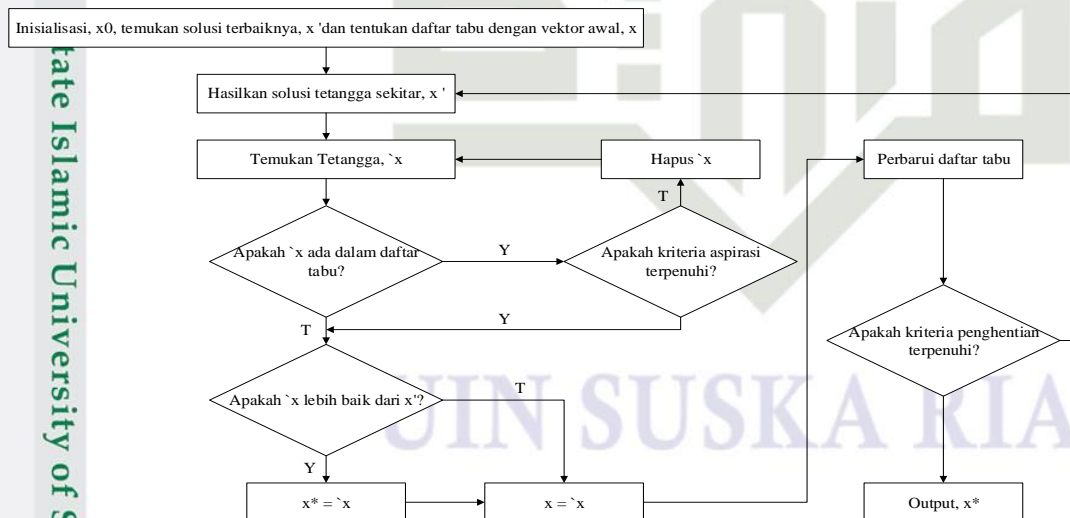 Inisialisasi, x0, temukan solusi terbaiknya, x 'dan tentukan daftar tabu dengan vektor awal, x
Hasilkan solusi tetangga sekitar, x '
Temukan Tetangga, `x
Hapus `x
Perbarui daftar tabu
T
Apakah `x ada dalam daftar
tabu?
Y
Apakah kriteria aspirasi
terpenuhi?
T
Y
Apakah kriteria penghentian
terpenuhi?
Apakah `x lebih baik dari x'?
T
Y
x* = `x
x = `x
Output, x*
tate Islamic University of S
UIN SUSKA RIA